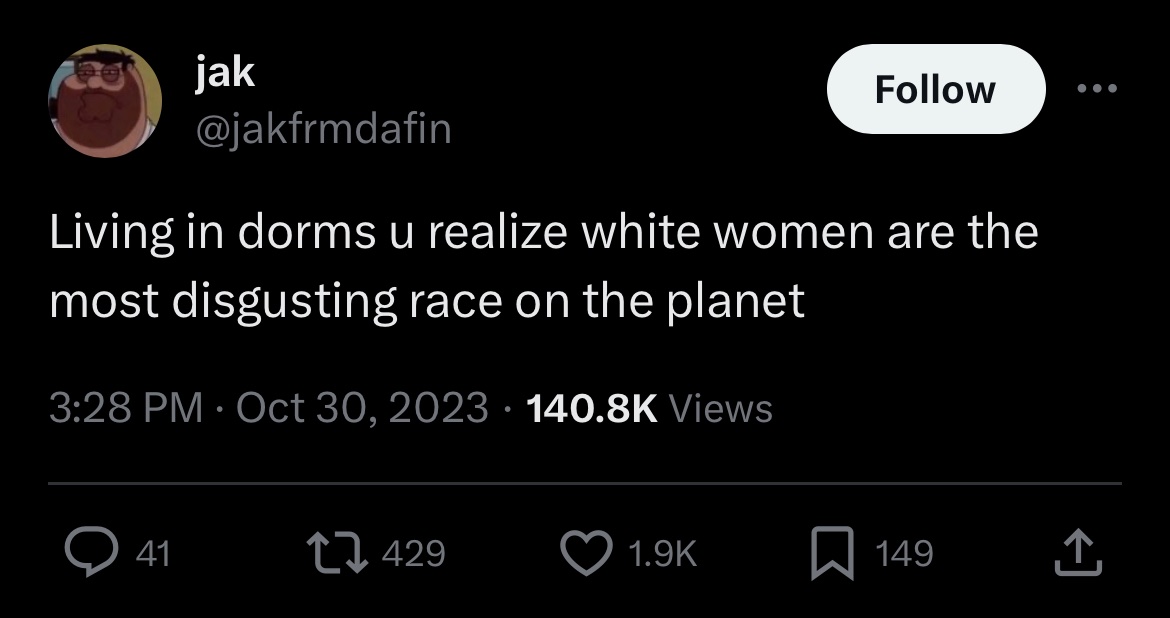 jak
Follow
@jakfrmdafin
Living in dorms u realize white women are the
most disgusting race on the planet
3:28 PM · Oct 30, 2023 · 140.8K Views
41 429 1.9K 149